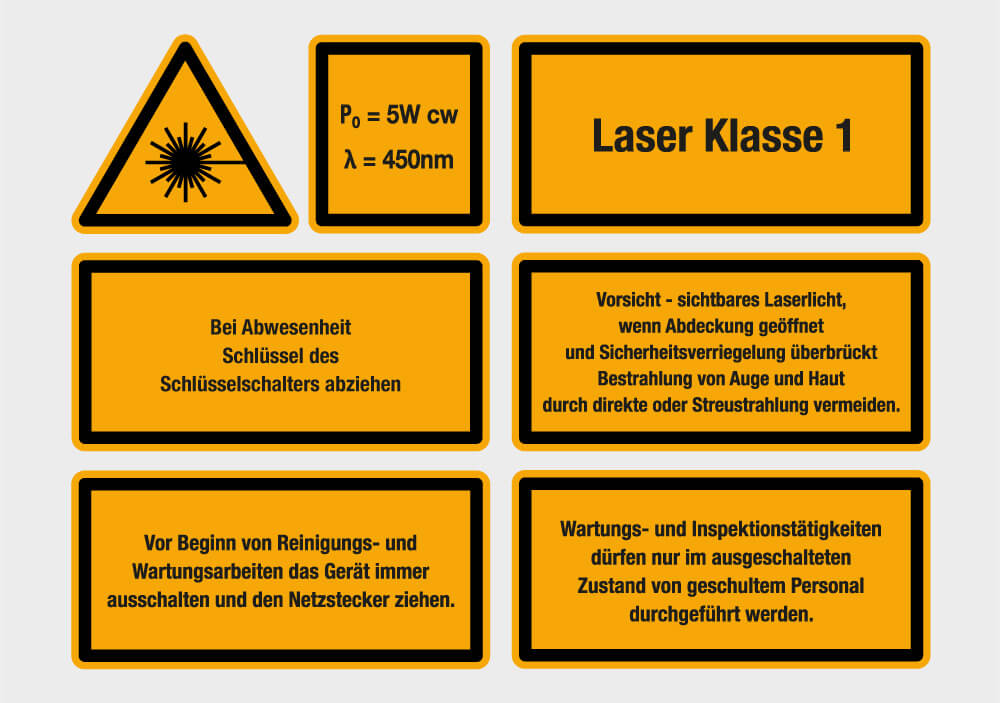 P₀ = 5W cw
λ = 450nm
Laser Klasse 1
Bei Abwesenheit
Schlüssel des
Schlüsselschalters abziehen
Vorsicht - sichtbares Laserlicht,
wenn Abdeckung geöffnet
und Sicherheitsverriegelung überbrückt
Bestrahlung von Auge und Haut
durch direkte oder Streustrahlung vermeiden.
Vor Beginn von Reinigungs- und
Wartungsarbeiten das Gerät immer
ausschalten und den Netzstecker ziehen.
Wartungs- und Inspektionstätigkeiten
dürfen nur im ausgeschalteten
Zustand von geschultem Personal
durchgeführt werden.